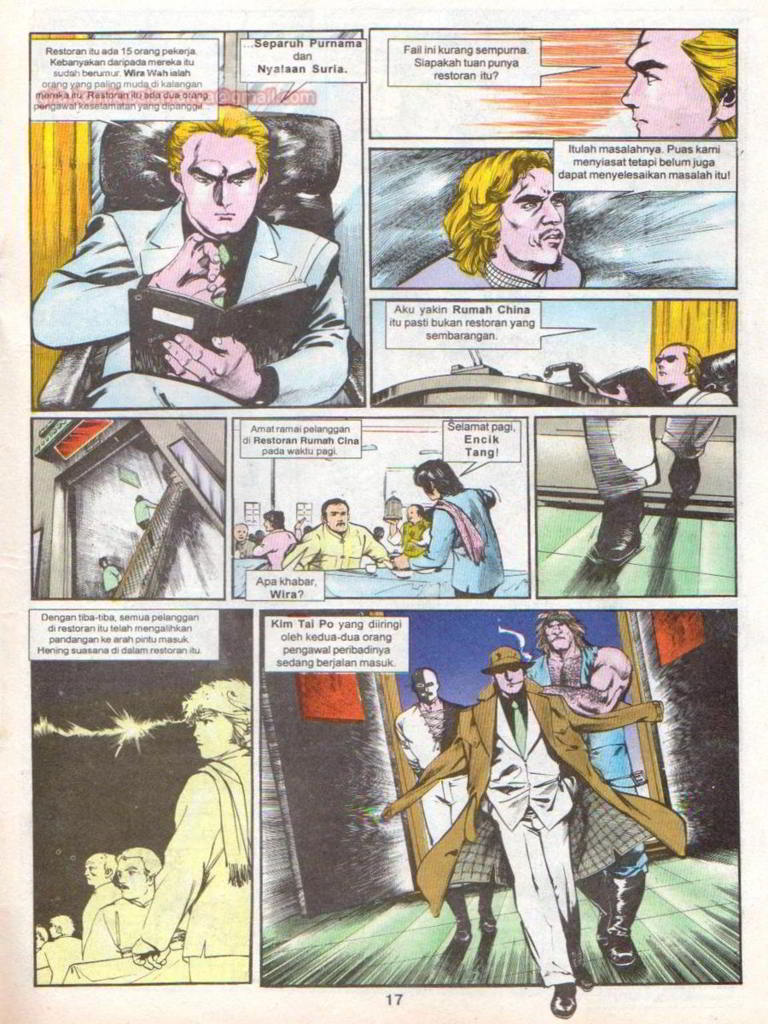 Restoran itu ada 15 orang pekerja.
Kebanyakan daripada mereka itu
sudah berumur. Wira Wah ialah
orang yang paling muda di kalangan
mereka itu. Restoran itu ada dua orang
pengawal keselamatan yang dipanggil...
...Separuh Purnama
dan
Nyalaan Suria.
@gmail.com
Fail ini kurang sempurna.
Siapakah tuan punya
restoran itu?
Itulah masalahnya. Puas kami
menyiasat tetapi belum juga
dapat menyelesaikan masalah itu!
Aku yakin Rumah China
itu pasti bukan restoran yang
sembarangan.
Amat ramai pelanggan
di Restoran Rumah Cina
pada waktu pagi.
Selamat pagi,
Encik
Tang!
Apa khabar,
Wira?
Dengan tiba-tiba, semua pelanggan
di restoran itu telah mengalihkan
pandangan ke arah pintu masuk.
Hening suasana di dalam restoran itu.
Kim Tai Po yang diiringi
oleh kedua-dua orang
pengawal peribadinya
sedang berjalan masuk.
17